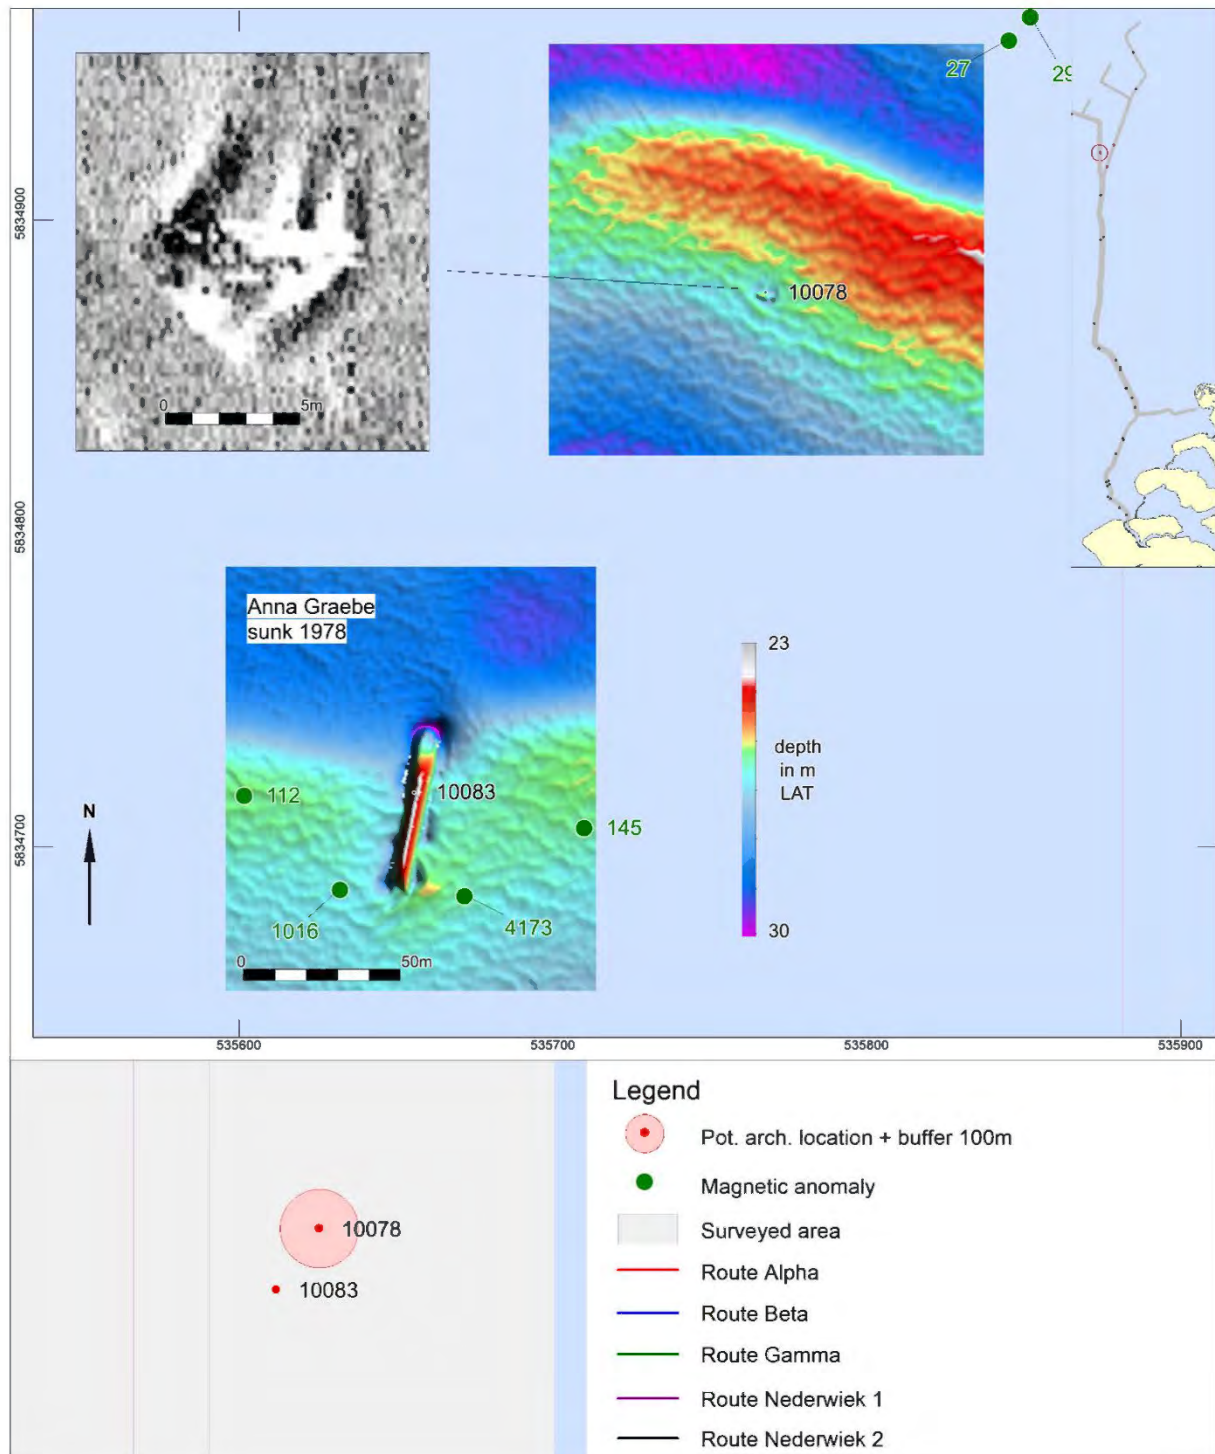 27
29
5834900
10078
0 5m
5834800
Anna Graebe
sunk 1978
23
depth
in m
LAT
10083
112
145
N
5834700
1016
4173
30
0 50m
535600 535700 535800 535900
Legend
Pot. arch. location + buffer 100m
Magnetic anomaly
10078
Surveyed area
Route Alpha
10083
Route Beta
Route Gamma
Route Nederwiek 1
Route Nederwiek 2